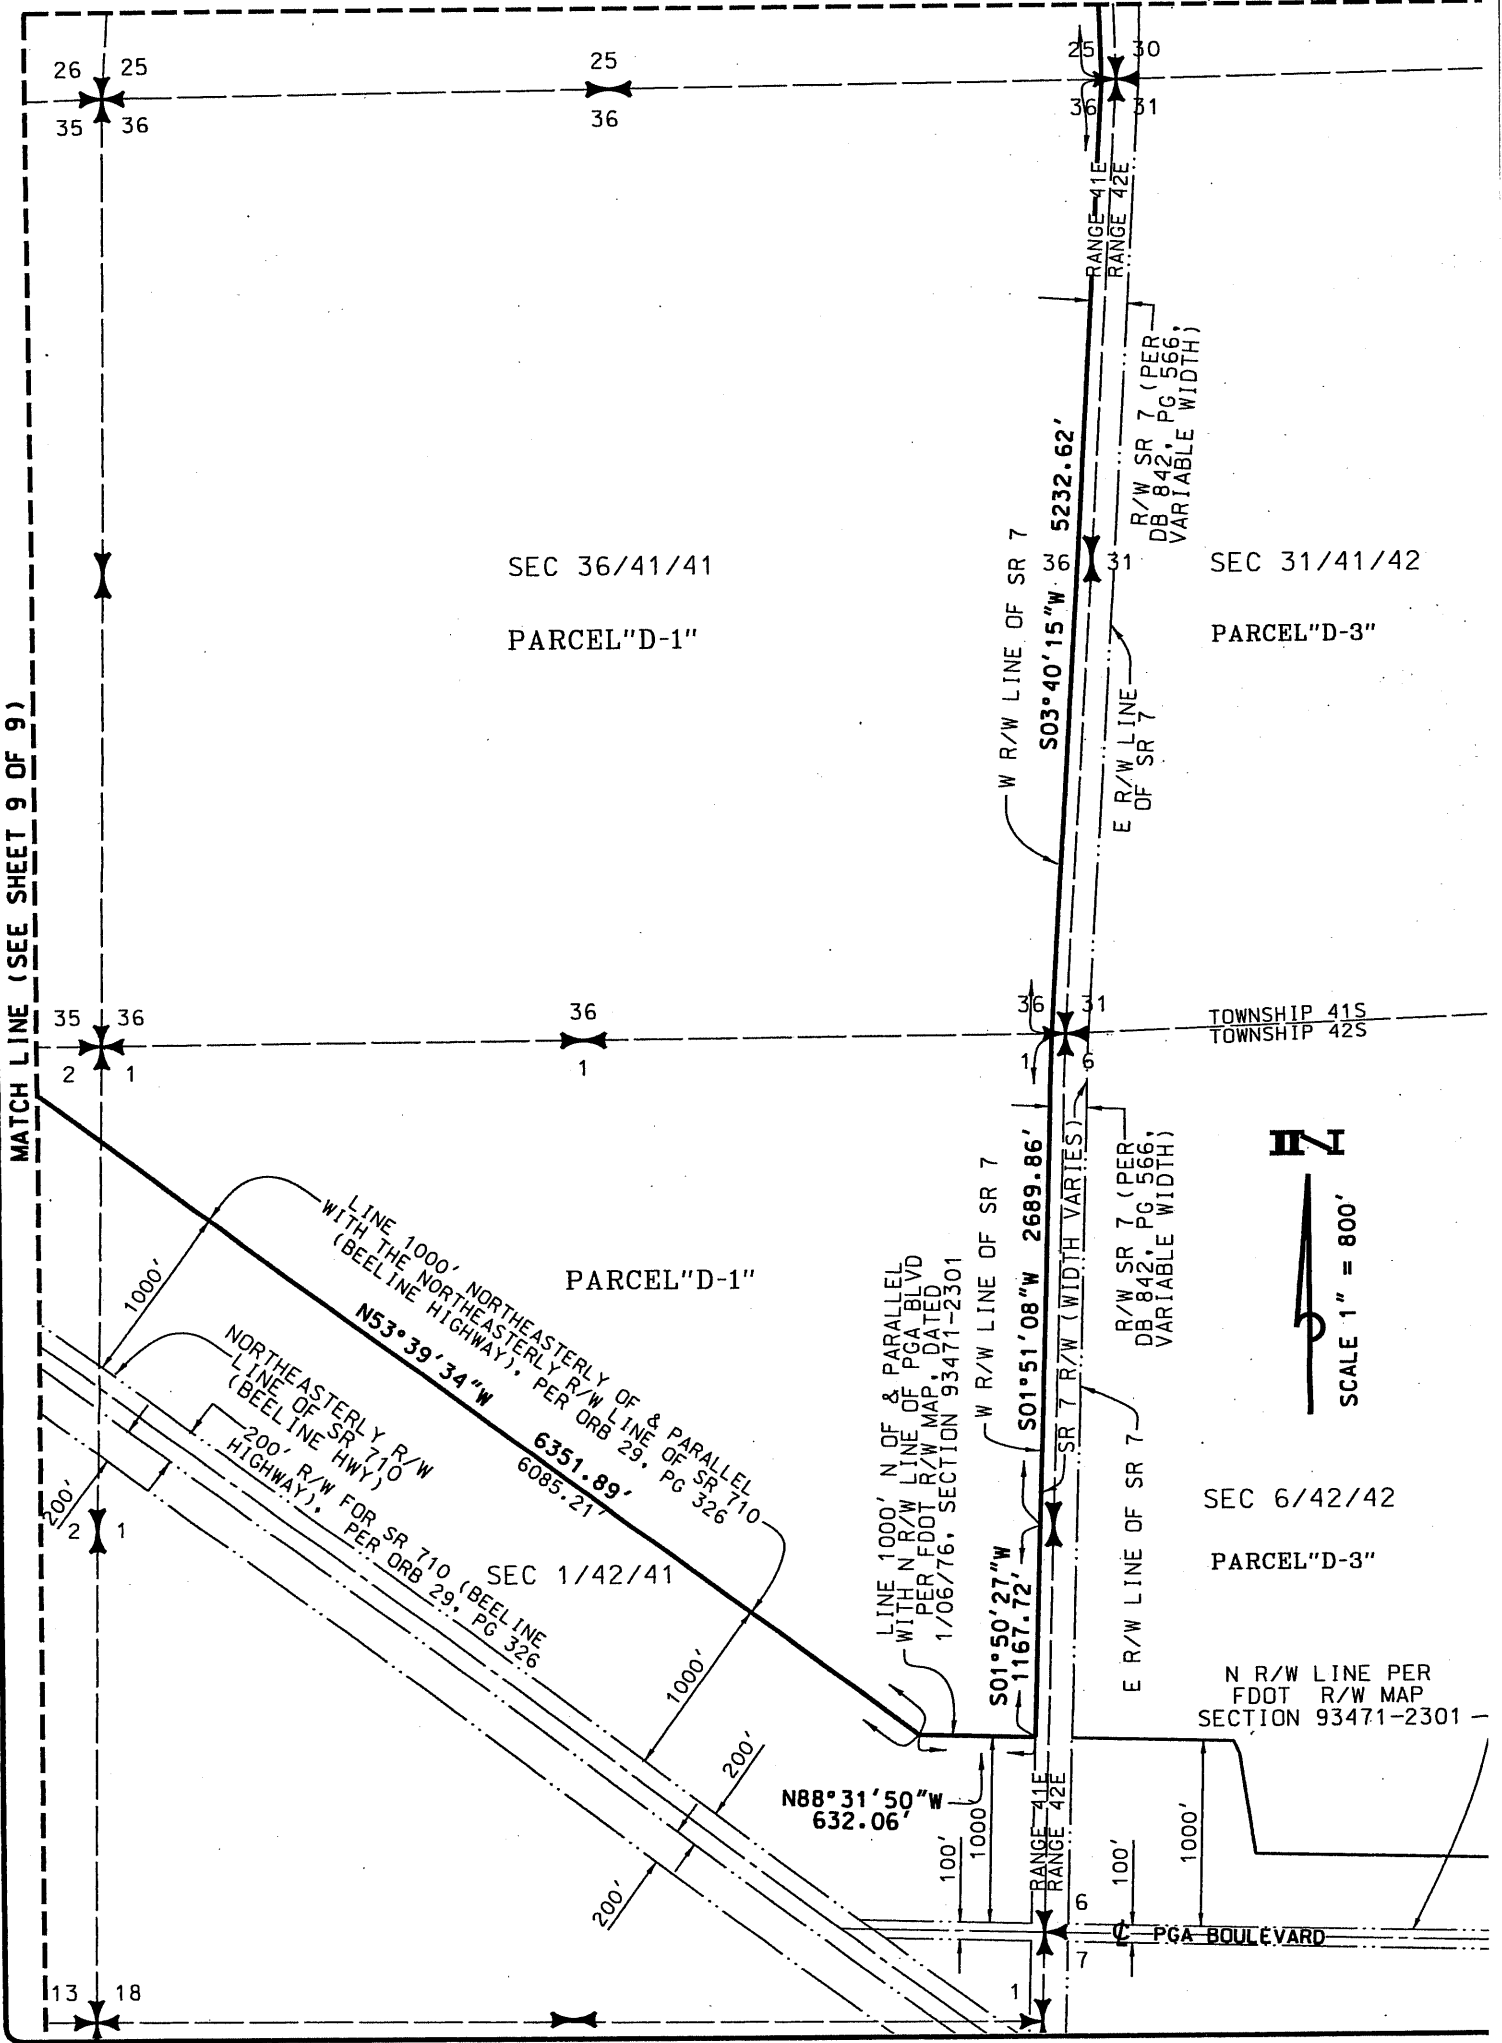 26 25
25
25 30
35 36
36
36 31
RANGE 41E
RANGE 42E
R/W SR 7 (PER
DB 842, PG 566,
VARIABLE WIDTH)
S03°40'15"W 5232.62'
W R/W LINE OF SR 7
36 31
SEC 36/41/41
PARCEL"D-1"
SEC 31/41/42
PARCEL"D-3"
E R/W LINE
OF SR 7
MATCH LINE (SEE SHEET 9 OF 9)
35 36
36
36 31
TOWNSHIP 41S
TOWNSHIP 42S
2 1
1
1 6
LINE 1000' NORTHEASTERLY OF & PARALLEL
WITH THE NORTHEASTERLY R/W LINE OF SR 710
(BEELINE HIGHWAY), PER ORB 29, PG 326
1000'
N53°39'34"W 6351.89'
6085.21'
PARCEL"D-1"
NORTHEASTERLY R/W
LINE OF SR 710
(BEELINE HWY)
200' R/W FOR SR 710 (BEELINE
HIGHWAY), PER ORB 29, PG 326
200'
2 1
SEC 1/42/41
1000'
LINE 1000' N OF & PARALLEL
WITH N R/W LINE OF PGA BLVD
PER FDOT R/W MAP, DATED
1/06/76, SECTION 93471-2301
W R/W LINE OF SR 7
S01°51'08"W 2689.86'
SR 7 R/W (WIDTH VARIES)
R/W SR 7 (PER
DB 842, PG 566,
VARIABLE WIDTH)
SCALE 1" = 800'
S01°50'27"W
1167.72'
E R/W LINE OF SR 7
SEC 6/42/42
PARCEL"D-3"
N R/W LINE PER
FDOT R/W MAP
SECTION 93471-2301
N88°31'50"W
632.06'
200'
200'
100'
1000'
RANGE 41E
RANGE 42E
100'
1000'
6
℄ PGA BOULEVARD
7
13 18
1